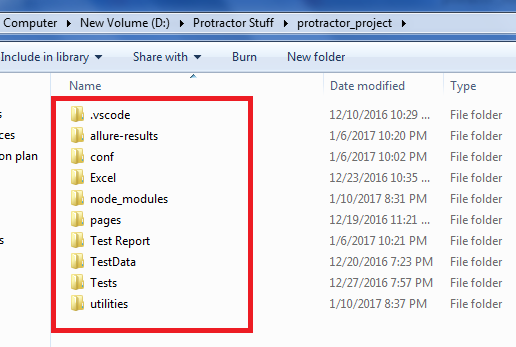 Computer ▸ New Volume (D:) ▸ Protractor Stuff ▸ protractor_project ▸
Include in library Share with Burn New folder
Name Date modified Type
.vscode 12/10/2016 10:29 ... File folder
ces allure-results 1/6/2017 10:20 PM File folder
on plan conf 1/6/2017 10:02 PM File folder
Excel 12/23/2016 10:35 ... File folder
node_modules 1/10/2017 8:31 PM File folder
pages 12/19/2016 11:21 ... File folder
Test Report 1/6/2017 10:21 PM File folder
TestData 12/20/2016 7:23 PM File folder
Tests 12/27/2016 7:57 PM File folder
utilities 1/10/2017 8:37 PM File folder